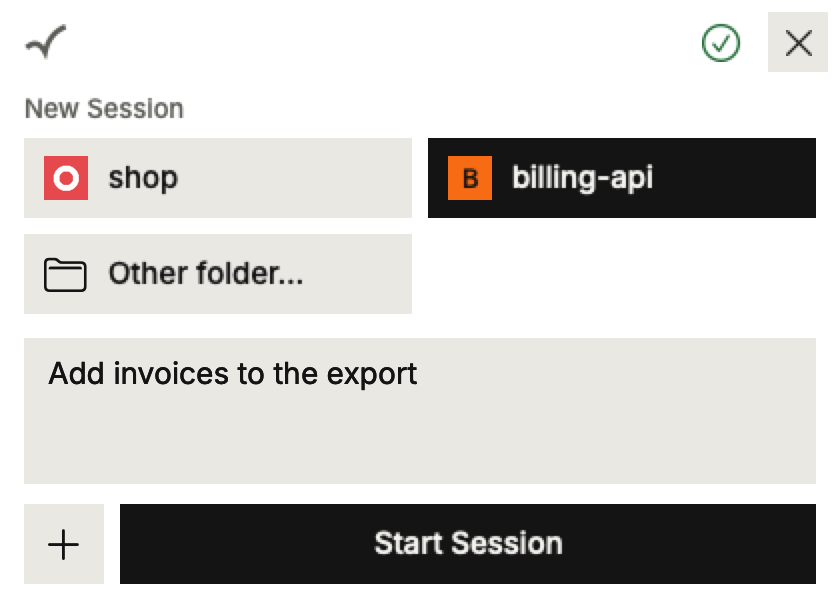 New Session
shop
B billing-api
Other folder...
Add invoices to the export
Start Session